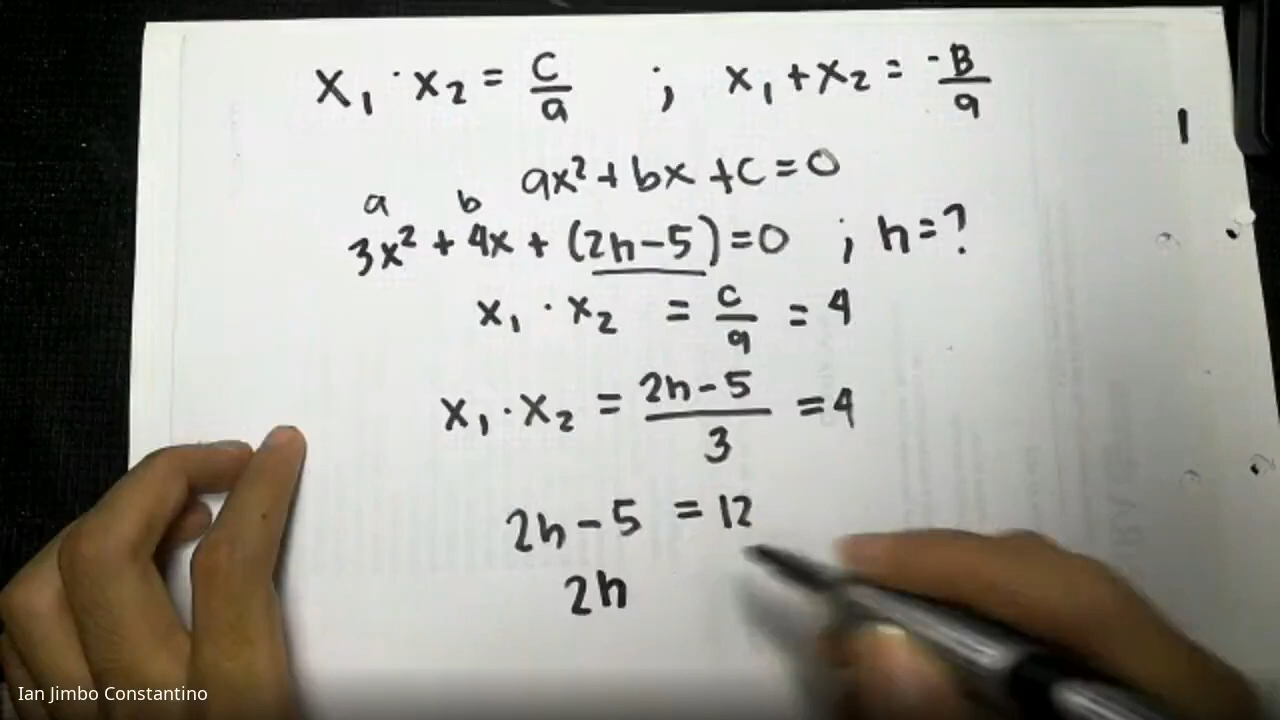 x₁ · x₂ = c/a ; x₁ + x₂ = -B/a
1
ax² + bx + c = 0
a b
3x² + 4x + (2h-5) = 0 ; h = ?
x₁ · x₂ = c/a = 4
x₁ · x₂ = 2h-5/3 = 4
2h - 5 = 12
2h
Ian Jimbo Constantino